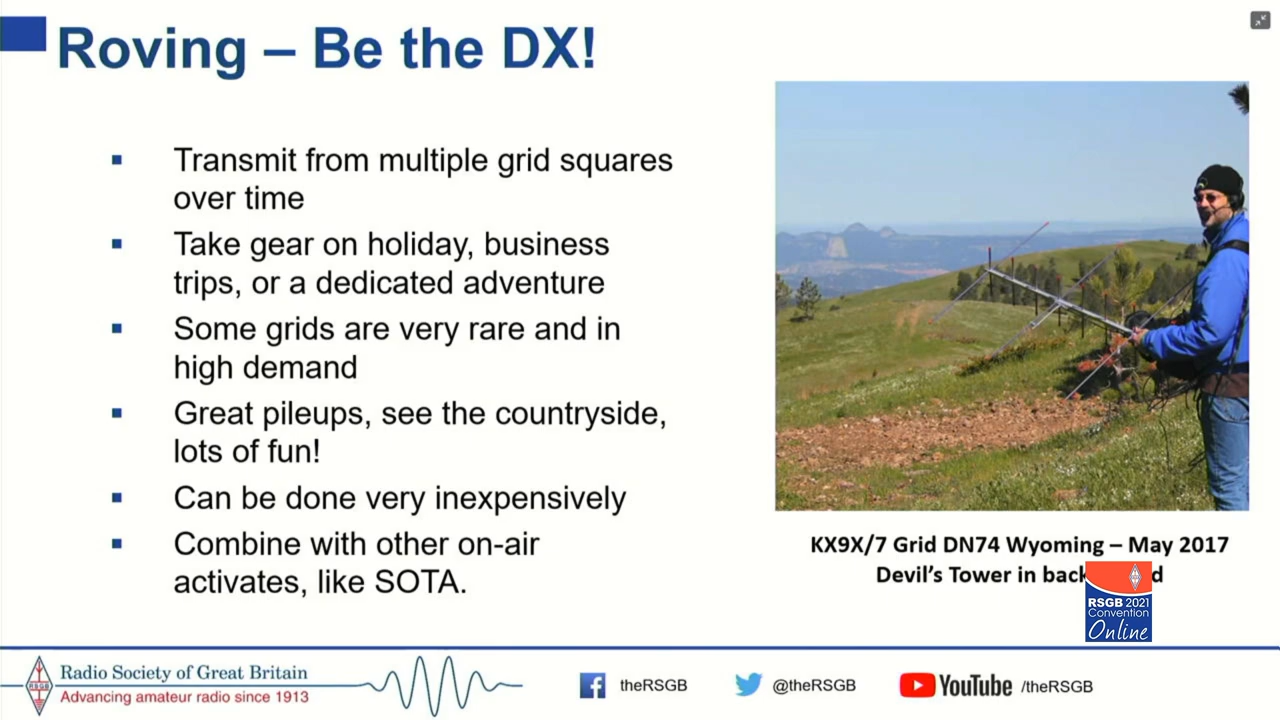 Roving – Be the DX!
▪ Transmit from multiple grid squares
over time
▪ Take gear on holiday, business
trips, or a dedicated adventure
▪ Some grids are very rare and in
high demand
▪ Great pileups, see the countryside,
lots of fun!
▪ Can be done very inexpensively
▪ Combine with other on-air
activates, like SOTA.
KX9X/7 Grid DN74 Wyoming – May 2017
Devil's Tower in back d
RSGB 2021
Convention
Online
RSGB
Radio Society of Great Britain
Advancing amateur radio since 1913
theRSGB
@theRSGB
YouTube /theRSGB